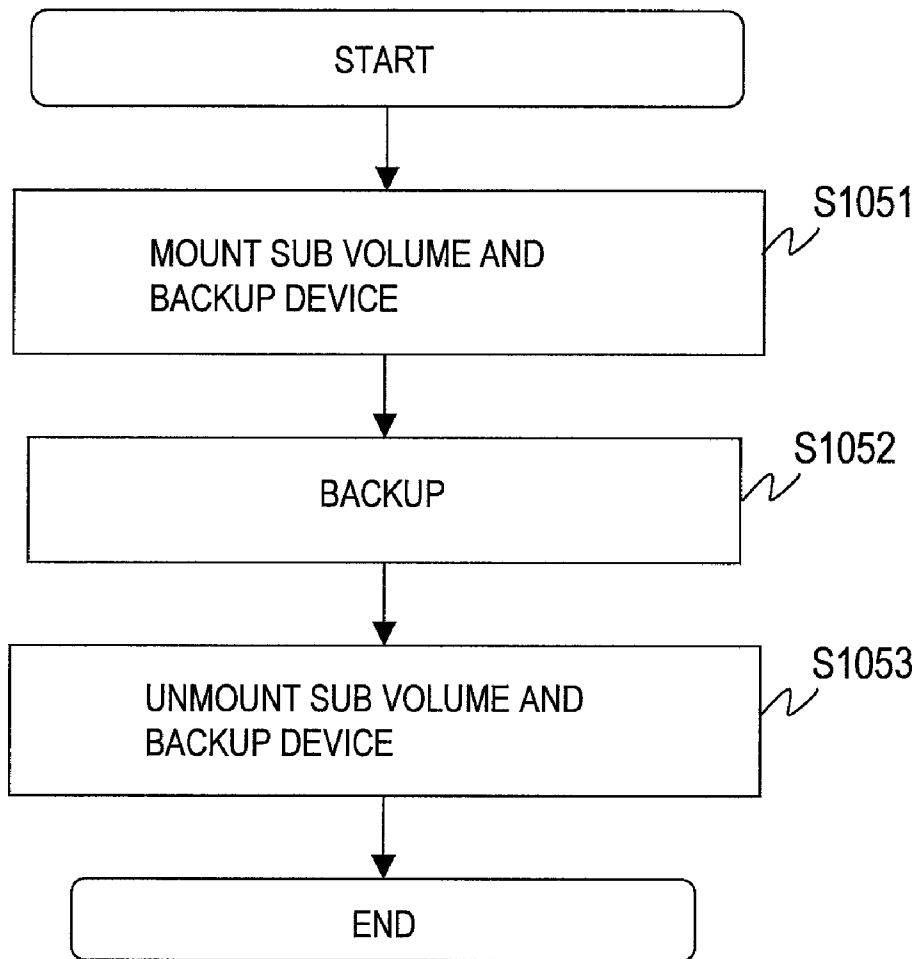 START
S1051
MOUNT SUB VOLUME AND
BACKUP DEVICE
S1052
BACKUP
S1053
UNMOUNT SUB VOLUME AND
BACKUP DEVICE
END